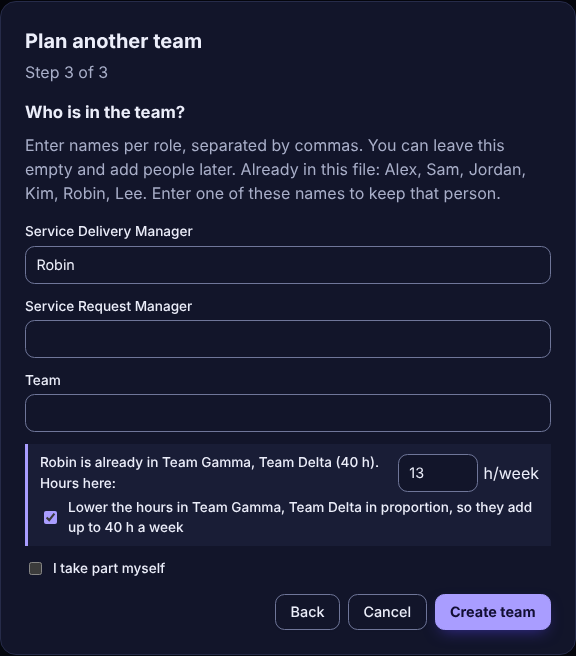 Plan another team
Step 3 of 3
Who is in the team?
Enter names per role, separated by commas. You can leave this
empty and add people later. Already in this file: Alex, Sam, Jordan,
Kim, Robin, Lee. Enter one of these names to keep that person.
Service Delivery Manager
Robin
Service Request Manager
Team
Robin is already in Team Gamma, Team Delta (40 h).
Hours here:
13 h/week
Lower the hours in Team Gamma, Team Delta in proportion, so they add
up to 40 h a week
I take part myself
Back Cancel Create team